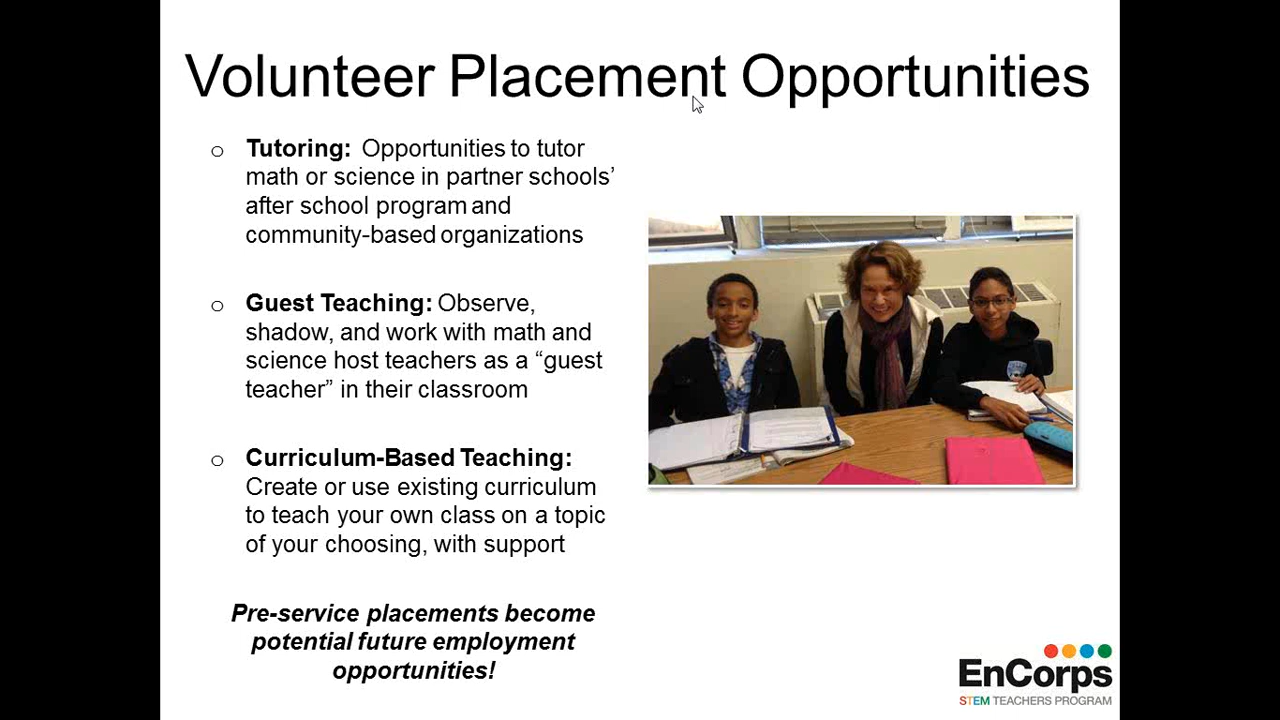 Volunteer Placement Opportunities
o Tutoring: Opportunities to tutor
math or science in partner schools’
after school program and
community-based organizations
o Guest Teaching: Observe,
shadow, and work with math and
science host teachers as a “guest
teacher” in their classroom
o Curriculum-Based Teaching:
Create or use existing curriculum
to teach your own class on a topic
of your choosing, with support
Pre-service placements become
potential future employment
opportunities!
EnCorps
STEM TEACHERS PROGRAM